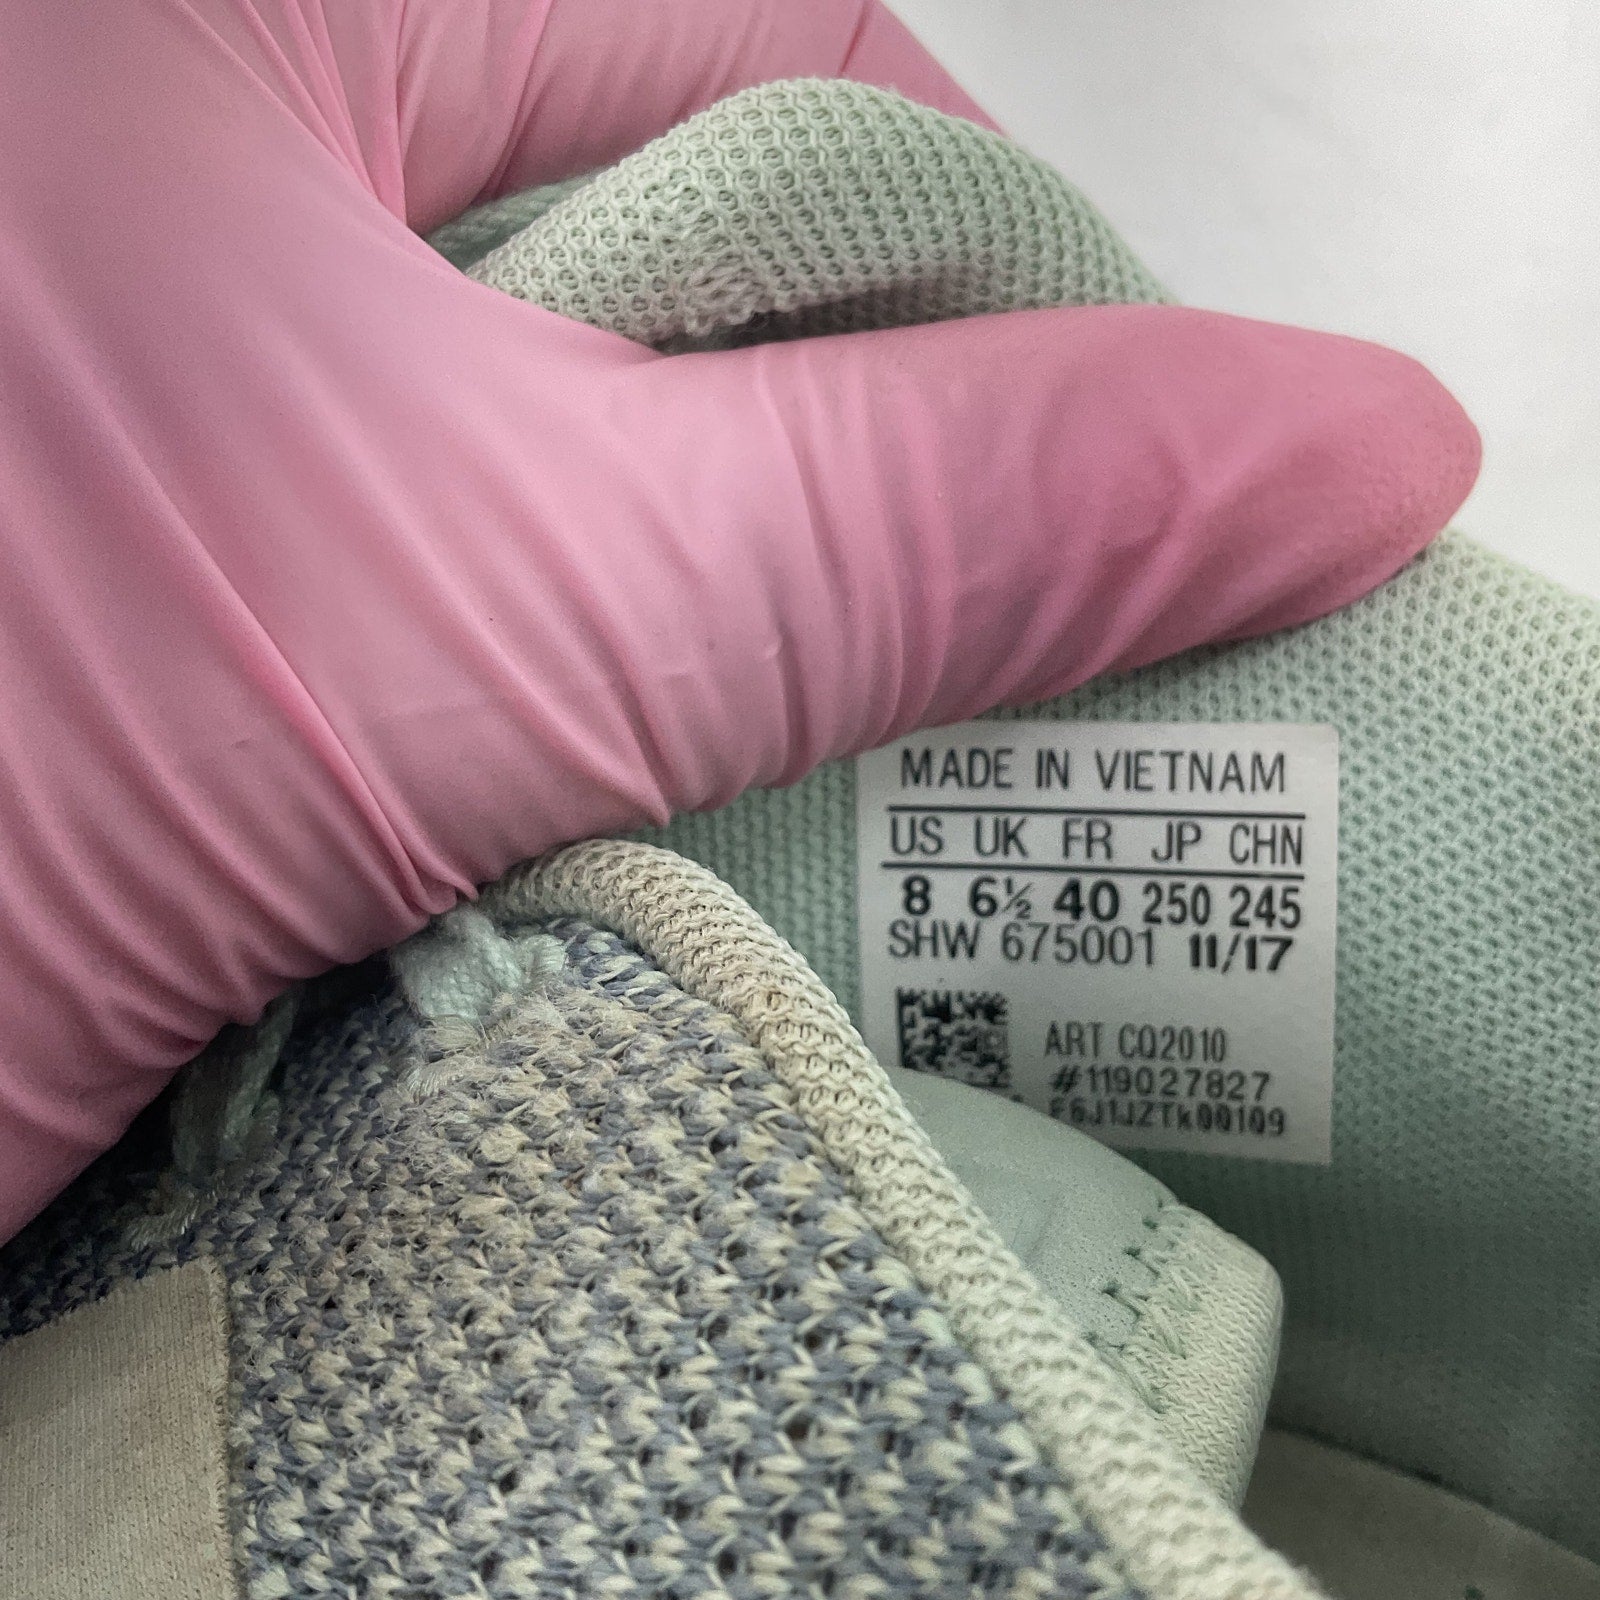 MADE IN VIETNAM
US UK FR JP CHN
8 6½ 40 250 245
SHW 675001 11/17
ART CQ2010
#119027827
E6J1JZTK00109